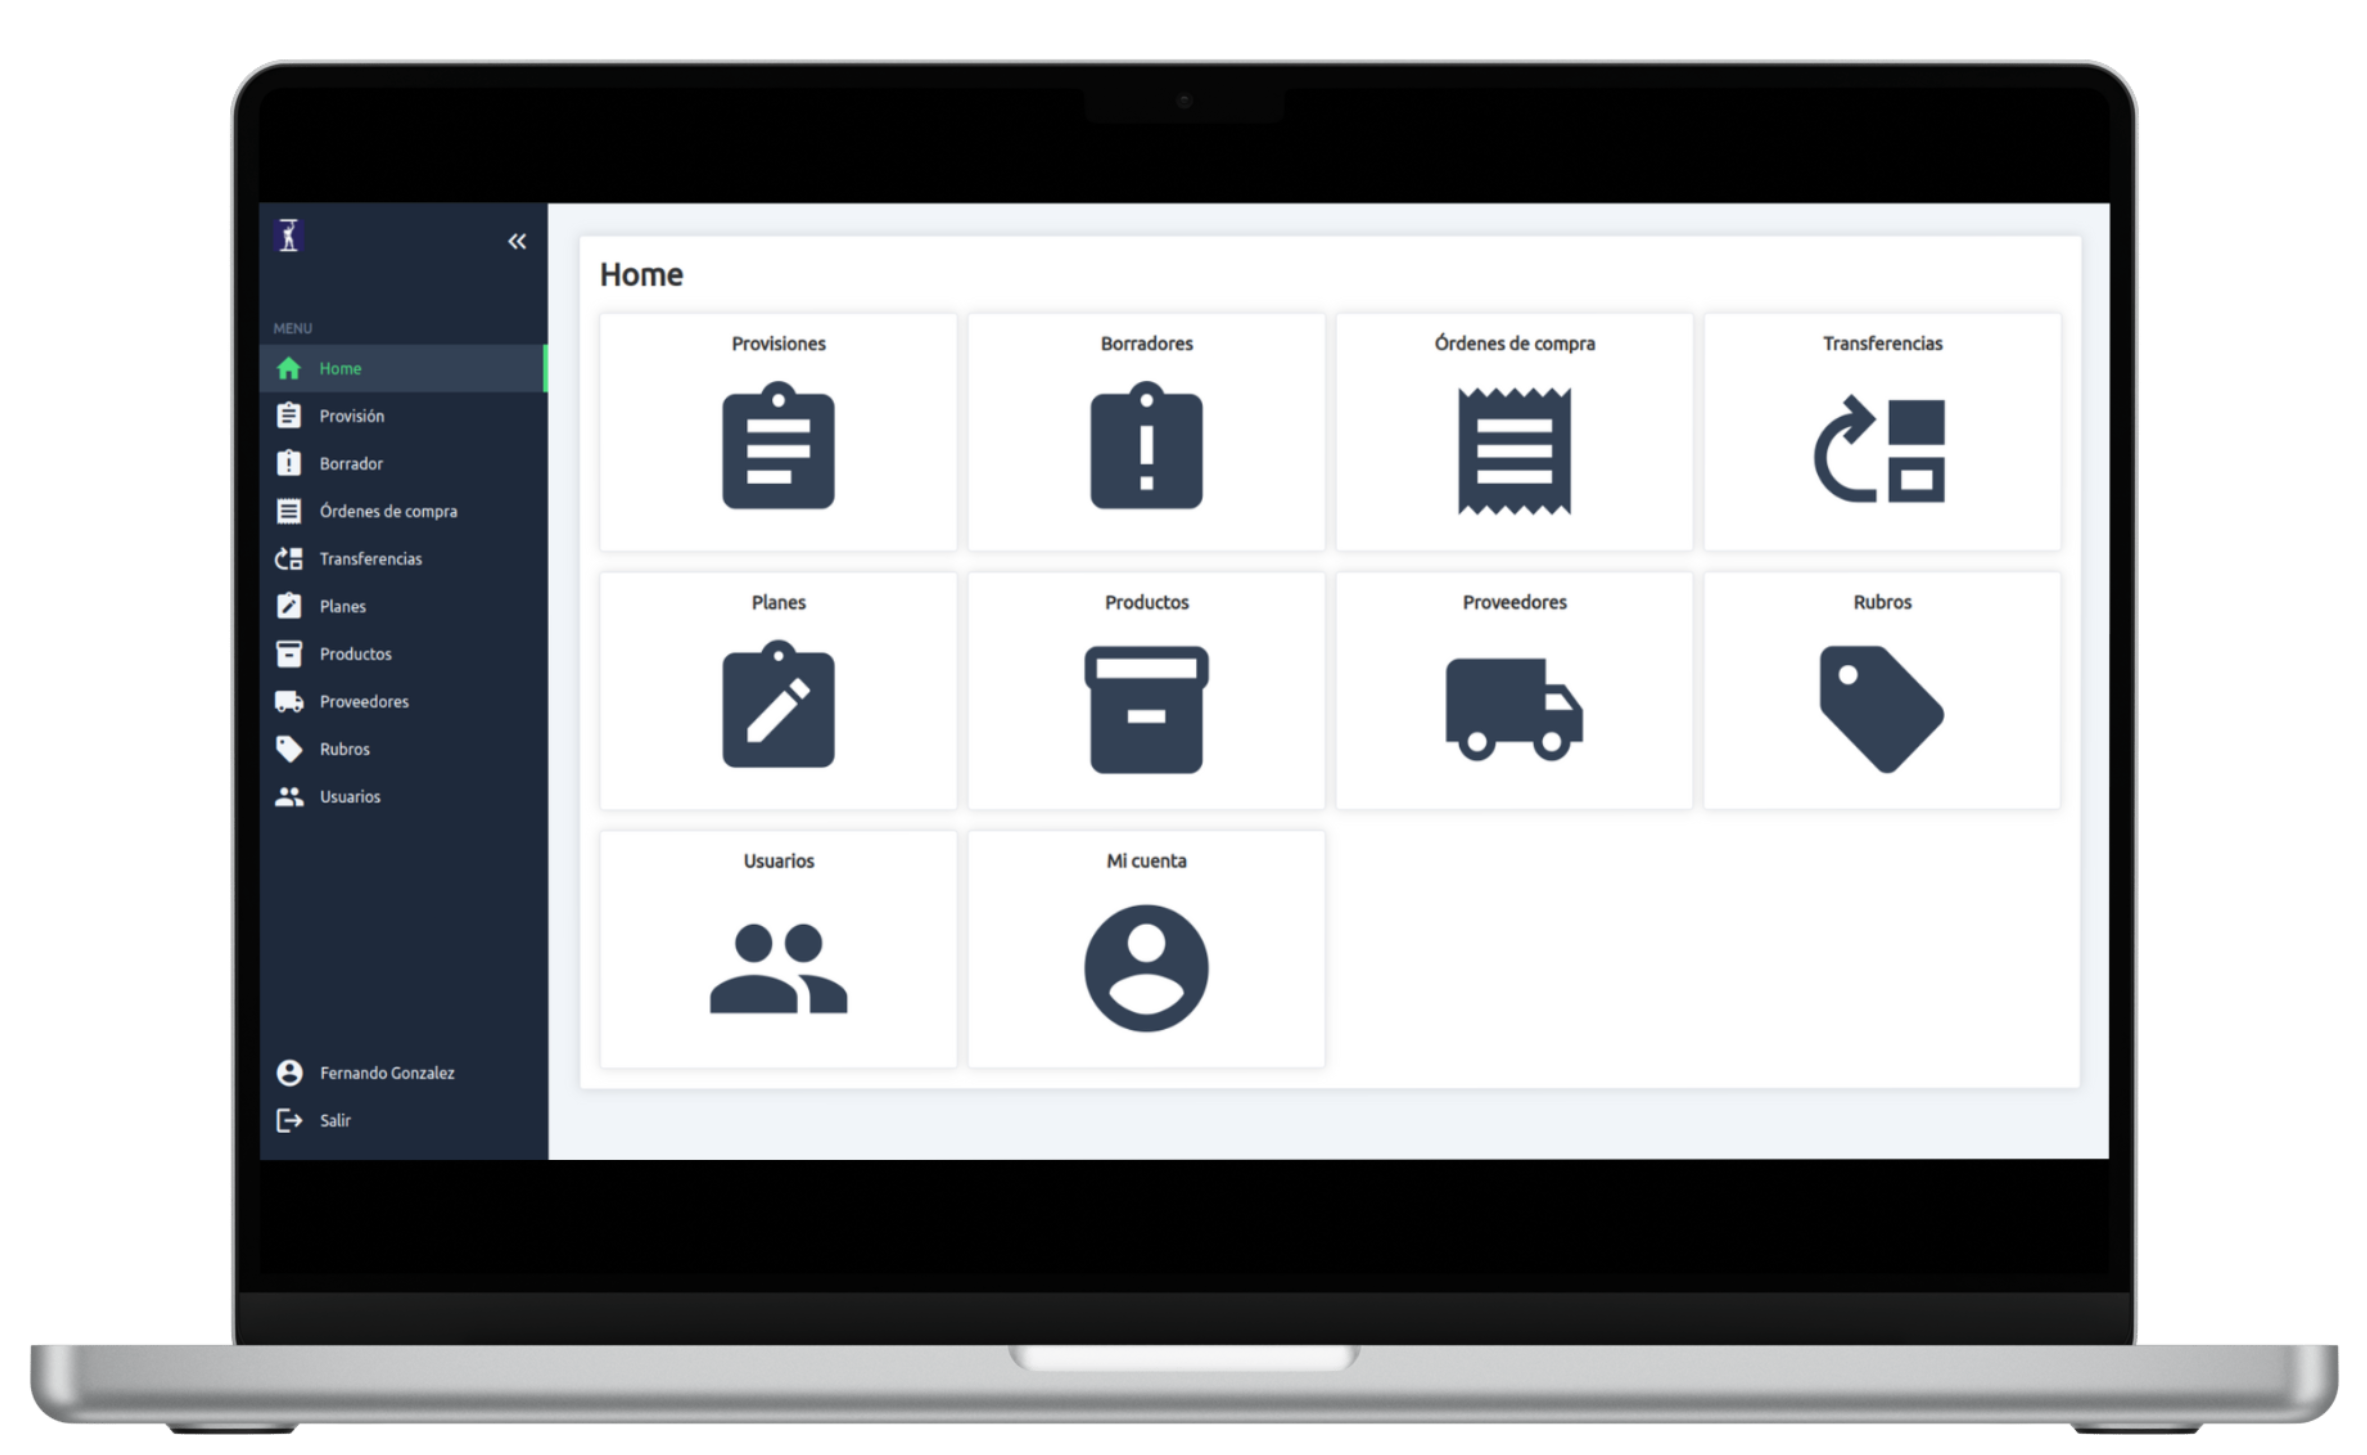 MENU
Home
Provisión
Borrador
Órdenes de compra
Transferencias
Planes
Productos
Proveedores
Rubros
Usuarios
Fernando Gonzalez
Salir
Home
Provisiones
Borradores
Órdenes de compra
Transferencias
Planes
Productos
Proveedores
Rubros
Usuarios
Mi cuenta